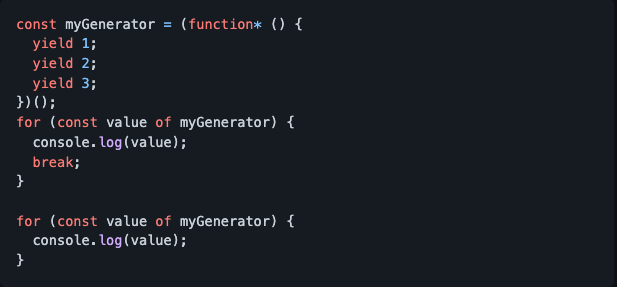 const myGenerator = (function* () {
  yield 1;
  yield 2;
  yield 3;
})();
for (const value of myGenerator) {
  console.log(value);
  break;
}

for (const value of myGenerator) {
  console.log(value);
}